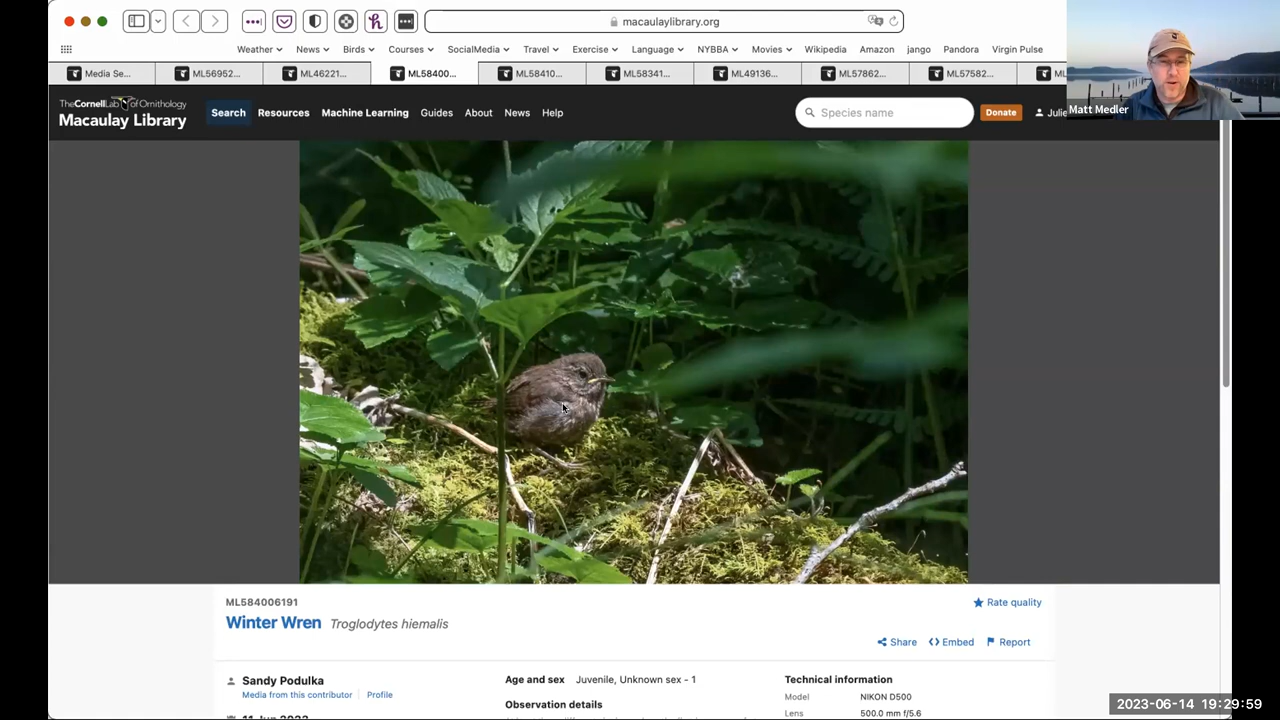 macaulaylibrary.org
Weather News Birds Courses SocialMedia Travel Exercise Language NYBBA Movies Wikipedia Amazon jango Pandora Virgin Pulse
Media Se... ML56952... ML46221... ML58400... ML58410... ML58341... ML49136... ML57862... ML57582... ML
Matt Medler
TheCornellLab of Ornithology
Macaulay Library
Search Resources Machine Learning Guides About News Help Species name Donate Julie
ML584006191
Rate quality
Winter Wren Troglodytes hiemalis
Share Embed Report
Sandy Podulka
Media from this contributor Profile
Age and sex Juvenile, Unknown sex - 1
Observation details
Technical information
Model NIKON D500
Lens 500.0 mm f/5.6
2023-06-14 19:29:59